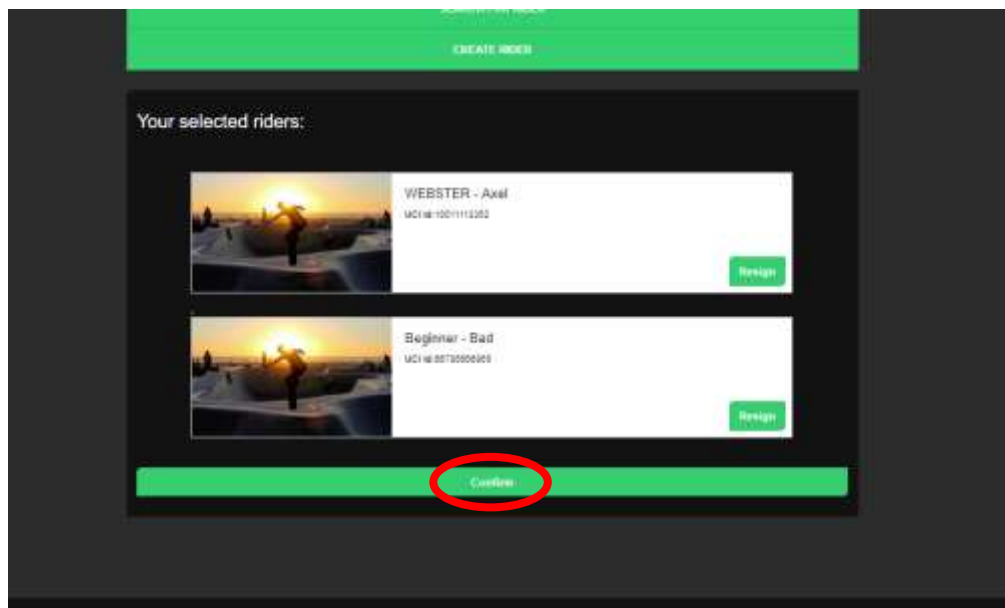 CREATE RIDER
Your selected riders:
WEBSTER - Axel
Resign
Beginner - Bad
Resign
Confirm